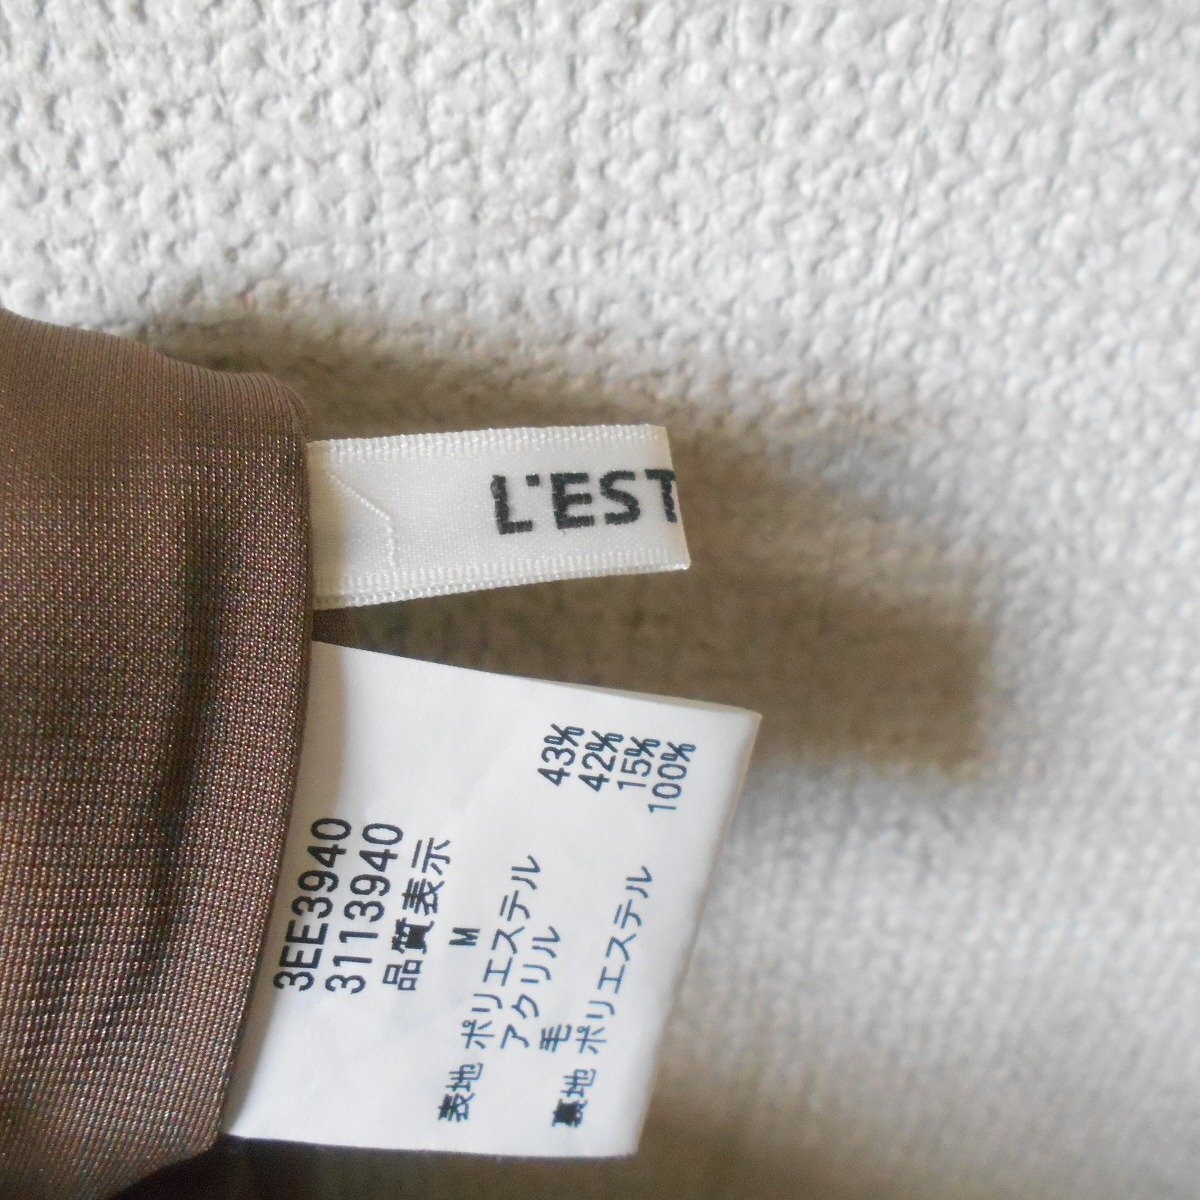 L'EST
3EE3940
3113940
品質表示
M
表地 ポリエステル 43%
アクリル 42%
毛 15%
裏地 ポリエステル 100%